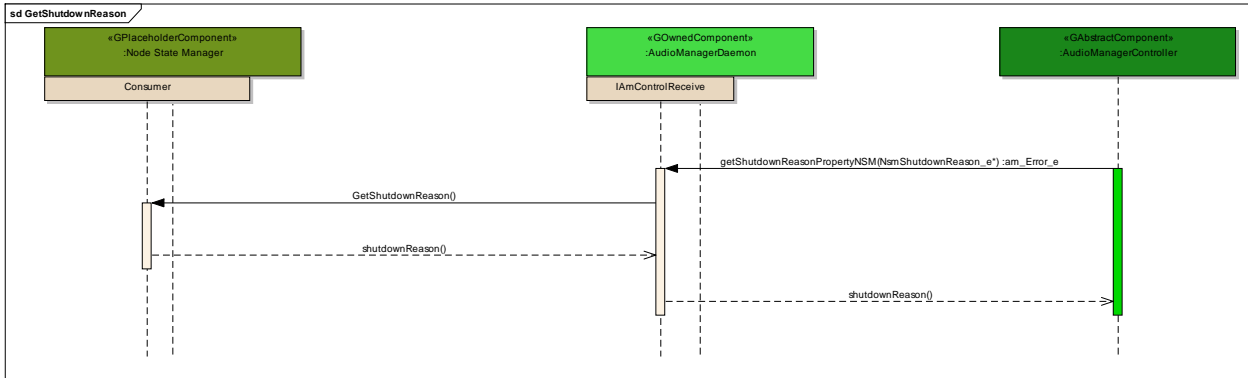 sd GetShutdownReason
«GPlaceholderComponent»
:Node State Manager
«GOwnedComponent»
:AudioManagerDaemon
«GAbstractComponent»
:AudioManagerController
Consumer
IAmControlReceive
getShutdownReasonPropertyNSM(NsmShutdownReason_e*) :am_Error_e
GetShutdownReason()
shutdownReason()
shutdownReason()